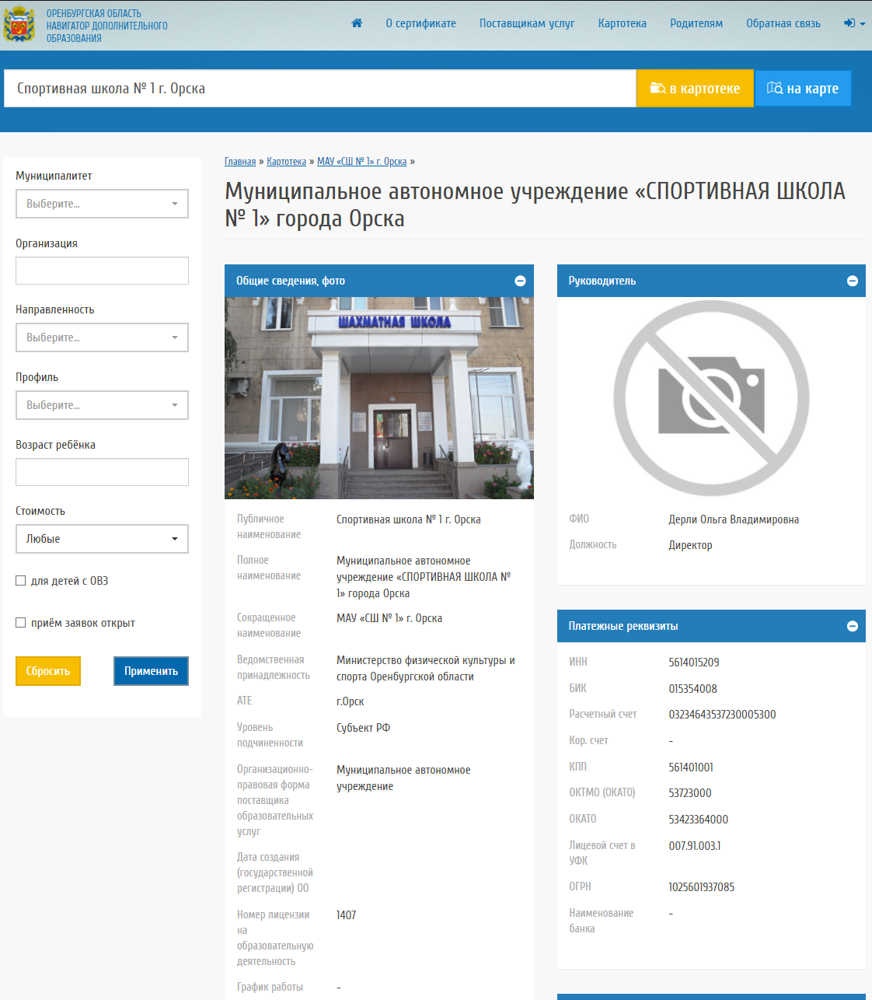 ОРЕНБУРГСКАЯ ОБЛАСТЬ
НАВИГАТОР ДОПОЛНИТЕЛЬНОГО
ОБРАЗОВАНИЯ
О сертификате
Поставщикам услуг
Картотека
Родителям
Обратная связь
Спортивная школа № 1 г. Орска
в картотеке
на карте
Муниципалитет
Выберите...
Организация
Направленность
Выберите...
Профиль
Выберите...
Возраст ребёнка
Стоимость
Любые
для детей с ОВЗ
приём заявок открыт
Сбросить
Применить
Главная » Картотека » МАУ «СШ № 1» г. Орска »
Муниципальное автономное учреждение «СПОРТИВНАЯ ШКОЛА
№ 1» города Орска
Общие сведения, фото
ШАХМАТНАЯ ШКОЛА
Публичное
наименование
Спортивная школа № 1 г. Орска
Полное
наименование
Муниципальное автономное
учреждение «СПОРТИВНАЯ ШКОЛА №
1» города Орска
Сокращенное
наименование
МАУ «СШ № 1» г. Орска
Ведомственная
принадлежность
Министерство физической культуры и
спорта Оренбургской области
АТЕ
г.Орск
Уровень
подчиненности
Субъект РФ
Организационно-
правовая форма
поставщика
образовательных
услуг
Муниципальное автономное
учреждение
Дата создания
(государственной
регистрации) ОО
Номер лицензии
на
образовательную
деятельность
1407
График работы
-
Руководитель
ФИО
Дерли Ольга Владимировна
Должность
Директор
Платежные реквизиты
ИНН
5614015209
БИК
015354008
Расчетный счет
03234643537230005300
Кор. счет
-
КПП
561401001
ОКТМО (ОКАТО)
53723000
ОКАТО
53423364000
Лицевой счет в
УФК
007.91.003.1
ОГРН
1025601937085
Наименование
банка
-